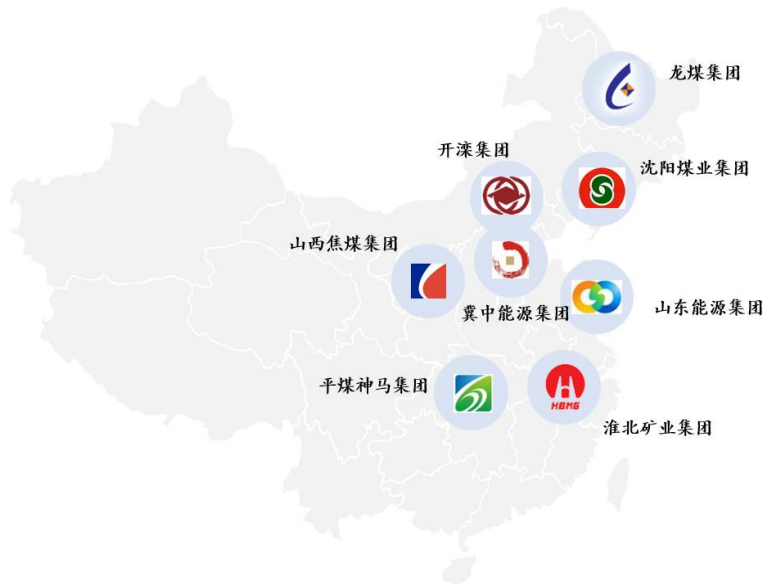 龙煤集团
开滦集团
沈阳煤业集团
山西焦煤集团
冀中能源集团
山东能源集团
平煤神马集团
HBMG
淮北矿业集团